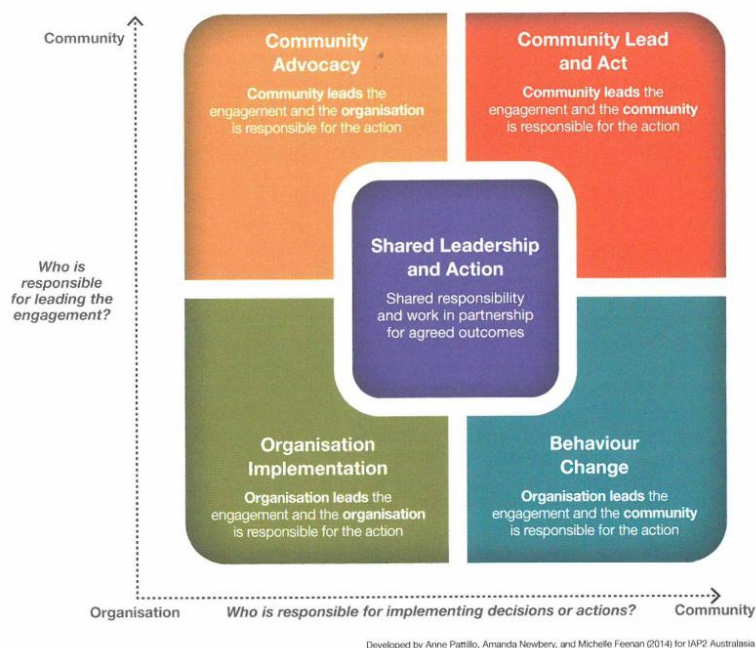 Community
Community
Advocacy
Community leads the
engagement and the organisation
is responsible for the action
Community Lead
and Act
Community leads the
engagement and the community
is responsible for the action
Who is
responsible
for leading the
engagement?
Shared Leadership
and Action
Shared responsibility
and work in partnership
for agreed outcomes
Organisation
Implementation
Organisation leads the
engagement and the organisation
is responsible for the action
Behaviour
Change
Organisation leads the
engagement and the community
is responsible for the action
Organisation
Who is responsible for implementing decisions or actions?
Community
Developed by Anne Pattillo, Amanda Newbery, and Michelle Feenan (2014) for IAP2 Australasia